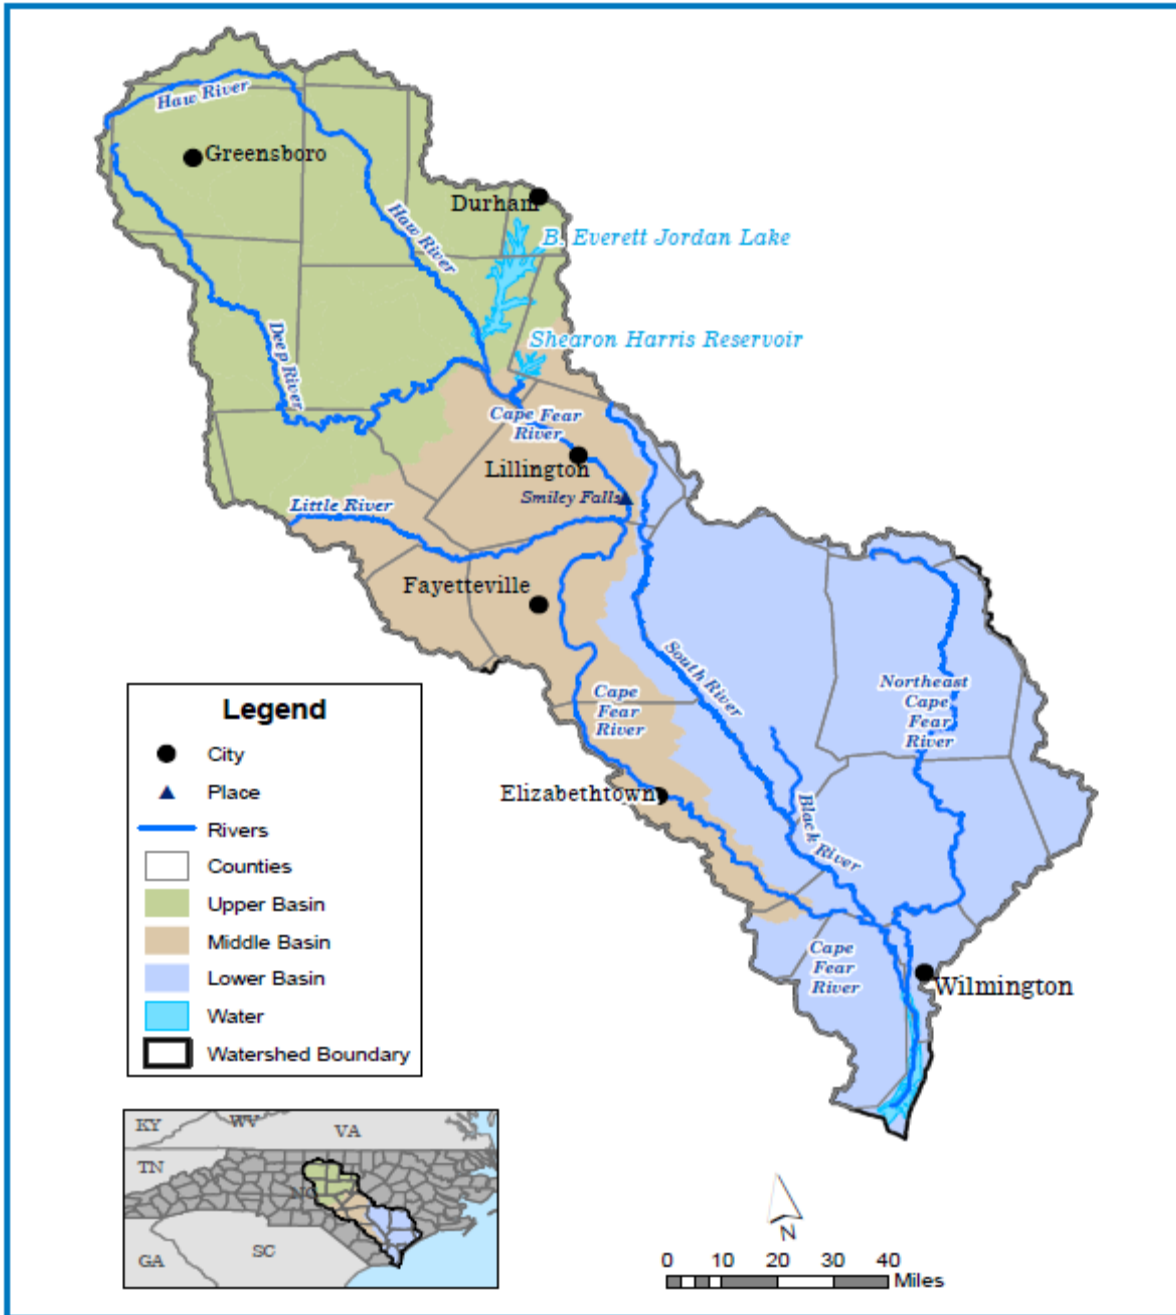 Haw River
Greensboro
Durham
Haw River
B. Everett Jordan Lake
Shearon Harris Reservoir
Deep River
Cape Fear
River
Lillington
Smiley Falls
Little River
Fayetteville
South River
Northeast
Cape
Fear
River
Cape
Fear
River
Elizabethtown
Black River
Cape
Fear
River
Wilmington
Legend
City
Place
Rivers
Counties
Upper Basin
Middle Basin
Lower Basin
Water
Watershed Boundary
KY
WV
VA
TN
NC
SC
GA
N
0 10 20 30 40
Miles